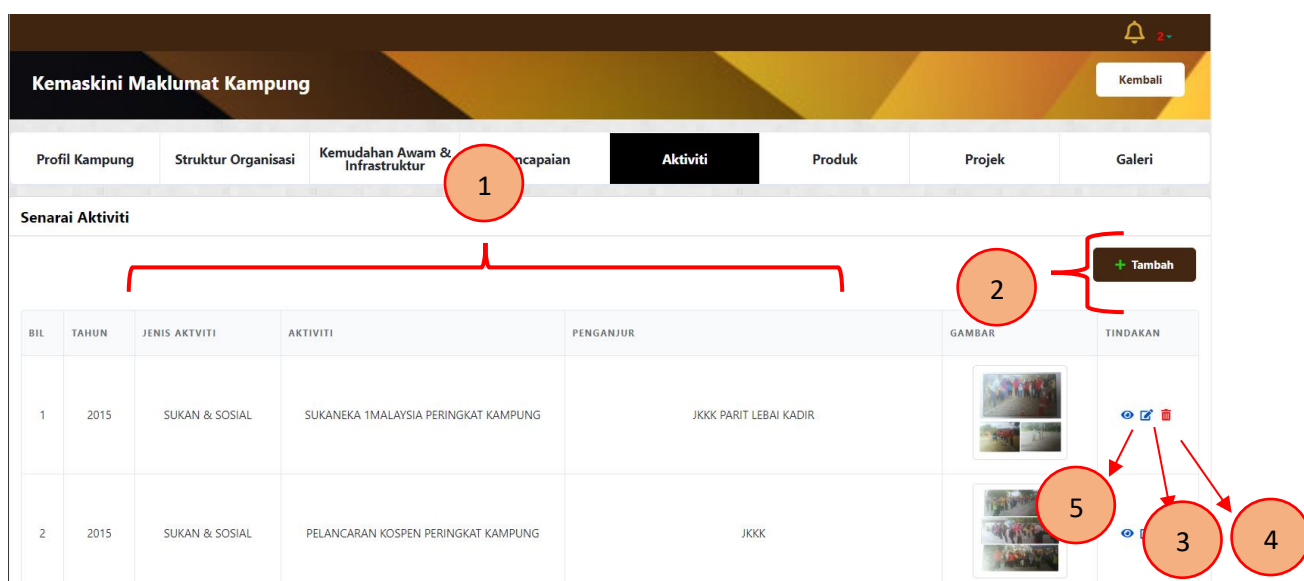 2
Kemaskini Maklumat Kampung
Kembali
Profil Kampung Struktur Organisasi Kemudahan Awam & Infrastruktur ncapaian Aktiviti Produk Projek Galeri
1
Senarai Aktiviti
+ Tambah
2
BIL TAHUN JENIS AKTVITI AKTIVITI PENGANJUR GAMBAR TINDAKAN
1 2015 SUKAN & SOSIAL SUKANEKA 1MALAYSIA PERINGKAT KAMPUNG JKKK PARIT LEBAI KADIR
5
2 2015 SUKAN & SOSIAL PELANCARAN KOSPEN PERINGKAT KAMPUNG JKKK
3
4